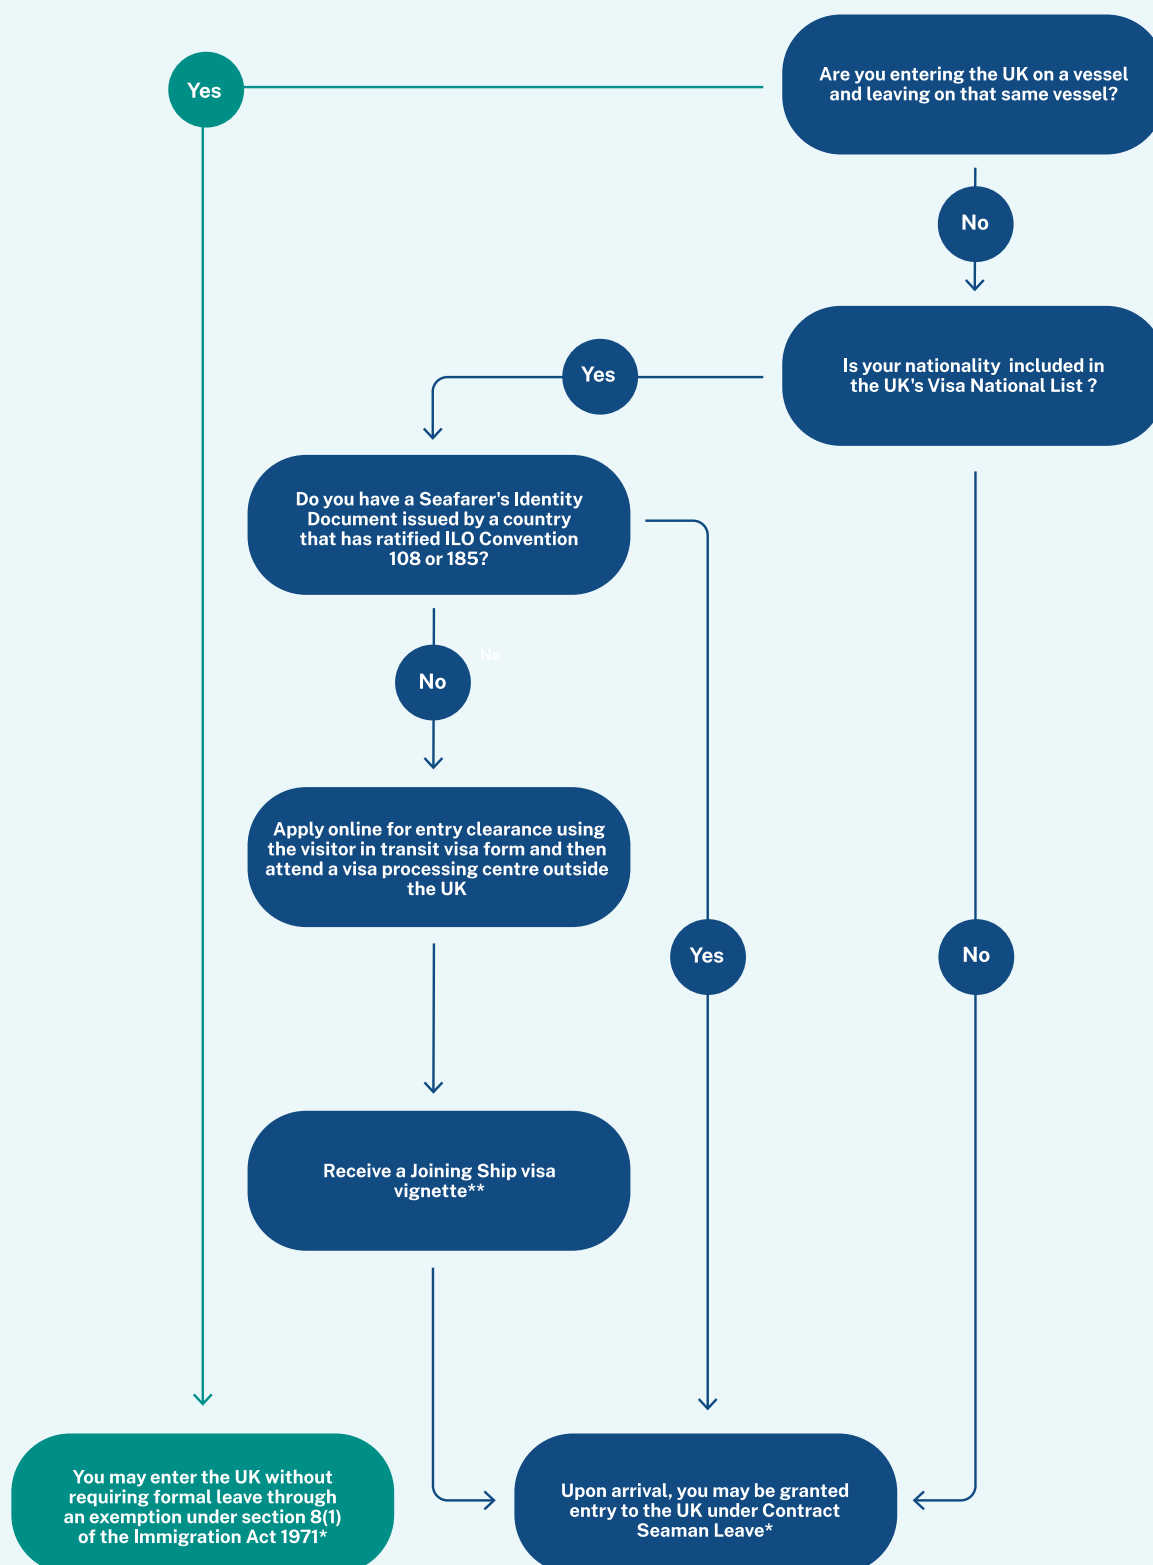 Are you entering the UK on a vessel
and leaving on that same vessel?
Yes
No
Is your nationality  included in
the UK's Visa National List ?
Yes
Do you have a Seafarer's Identity
Document issued by a country
that has ratified ILO Convention
108 or 185?
No
No
Apply online for entry clearance using
the visitor in transit visa form and then
attend a visa processing centre outside
the UK
Yes
No
Receive a Joining Ship visa
vignette**
You may enter the UK without
requiring formal leave through
an exemption under section 8(1)
of the Immigration Act 1971*
Upon arrival, you may be granted
entry to the UK under Contract
Seaman Leave*